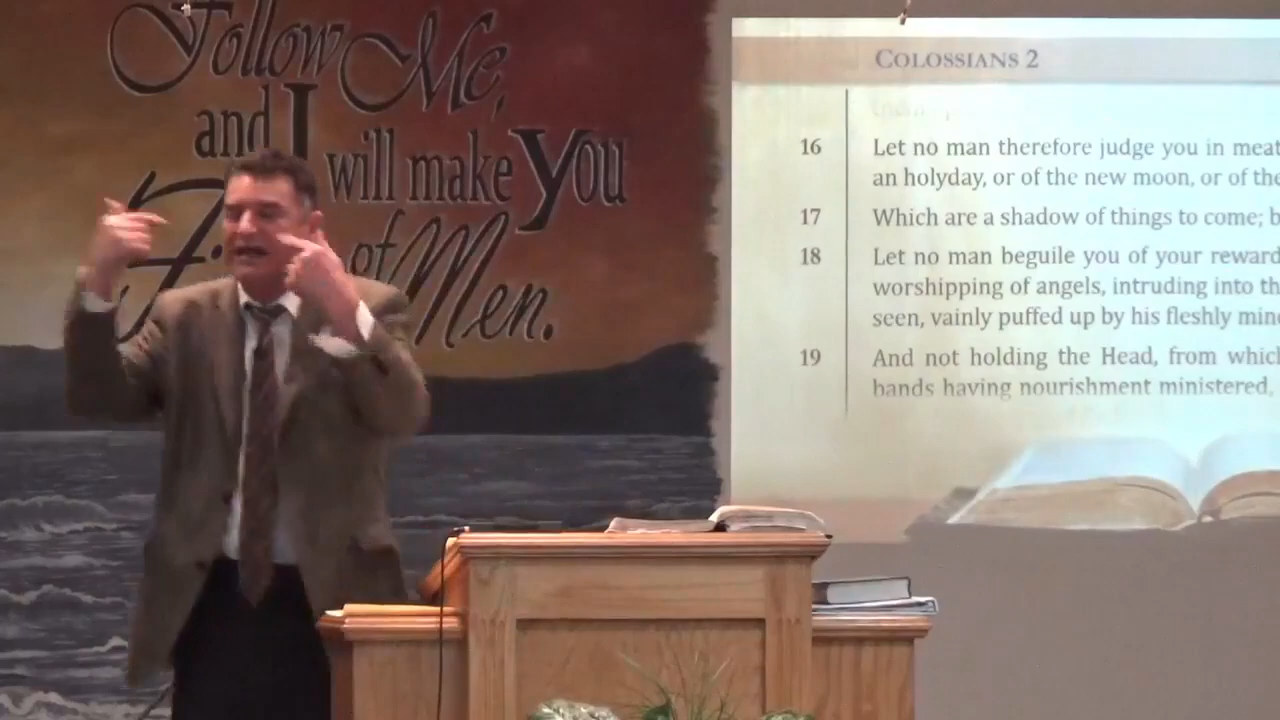 Follow Me,
and I
will make you
of Men.
COLOSSIANS 2
16 Let no man therefore judge you in meat
an holyday, or of the new moon, or of the
17 Which are a shadow of things to come; b
18 Let no man beguile you of your reward
worshipping of angels, intruding into th
seen, vainly puffed up by his fleshly min
19 And not holding the Head, from whic
bands having nourishment ministered,